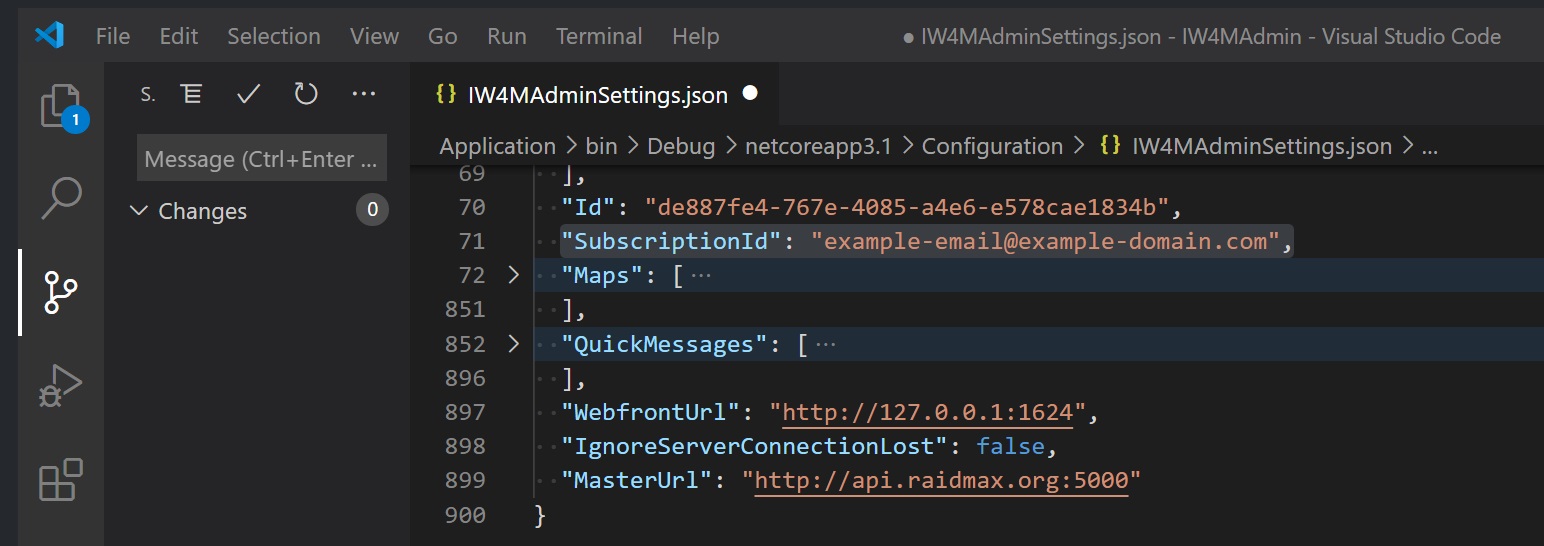 File Edit Selection View Go Run Terminal Help ● IW4MAdminSettings.json - IW4MAdmin - Visual Studio Code
1
S. ...
Message (Ctrl+Enter ...
Changes 0
{} IW4MAdminSettings.json ●
Application > bin > Debug > netcoreapp3.1 > Configuration > {} IW4MAdminSettings.json > ...
69 ],
70 "Id": "de887fe4-767e-4085-a4e6-e578cae1834b",
71 "SubscriptionId": "example-email@example-domain.com",
72 > "Maps": [ ...
851 ],
852 > "QuickMessages": [ ...
896 ],
897 "WebfrontUrl": "http://127.0.0.1:1624",
898 "IgnoreServerConnectionLost": false,
899 "MasterUrl": "http://api.raidmax.org:5000"
900 }